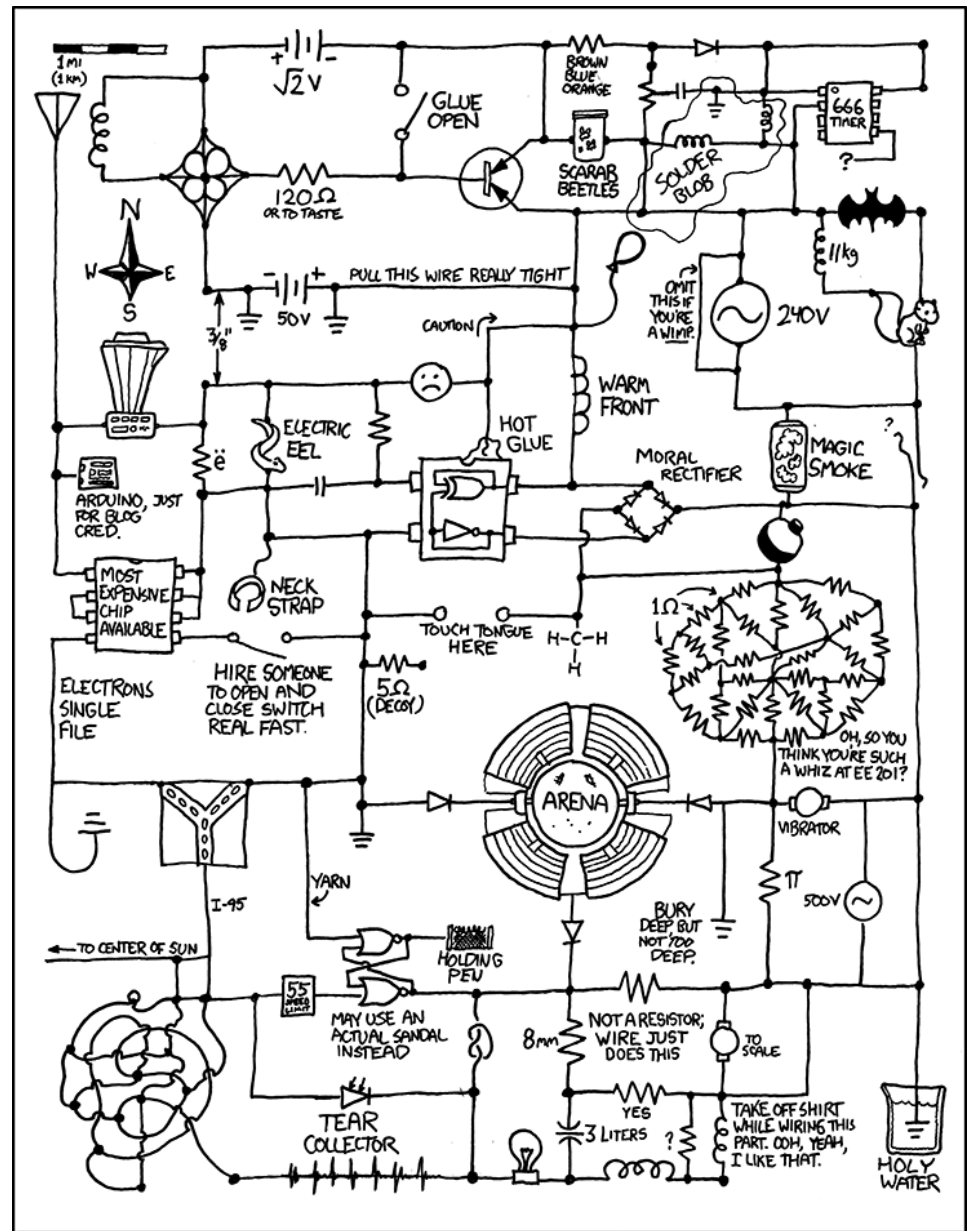 1 MI
(1 KM)
+
-
√2 V
GLUE
OPEN
BROWN
BLUE
ORANGE
666
TIMER
?
SCARAB
BEETLES
SOLDER
BLOB
120Ω
OR TO TASTE
N
W
E
S
-
+
50V
PULL THIS WIRE REALLY TIGHT
CAUTION
3/8"
OMIT
THIS IF
YOU'RE
A WIMP.
240V
11kg
WARM
FRONT
ELECTRIC
EEL
HOT
GLUE
ë
MORAL
RECTIFIER
MAGIC
SMOKE
?
ARDUINO, JUST
FOR BLOG
CRED.
MOST
EXPENSIVE
CHIP
AVAILABLE
NECK
STRAP
TOUCH TONGUE
HERE
H-C-H
H
1Ω
HIRE SOMEONE
TO OPEN AND
CLOSE SWITCH
REAL FAST.
5Ω
(DECOY)
ELECTRONS
SINGLE
FILE
OH, SO YOU
THINK YOU'RE SUCH
A WHIZ AT EE 201?
ARENA
VIBRATOR
π
500V
I-95
YARN
BURY
DEEP, BUT
NOT TOO
DEEP.
TO CENTER OF SUN
HOLDING
PEN
55
SPEED
LIMIT
MAY USE AN
ACTUAL SANDAL
INSTEAD
NOT A RESISTOR;
WIRE JUST
DOES THIS
8mm
TO
SCALE
TEAR
COLLECTOR
YES
3 LITERS
?
TAKE OFF SHIRT
WHILE WIRING THIS
PART. OOH, YEAH,
I LIKE THAT.
HOLY
WATER